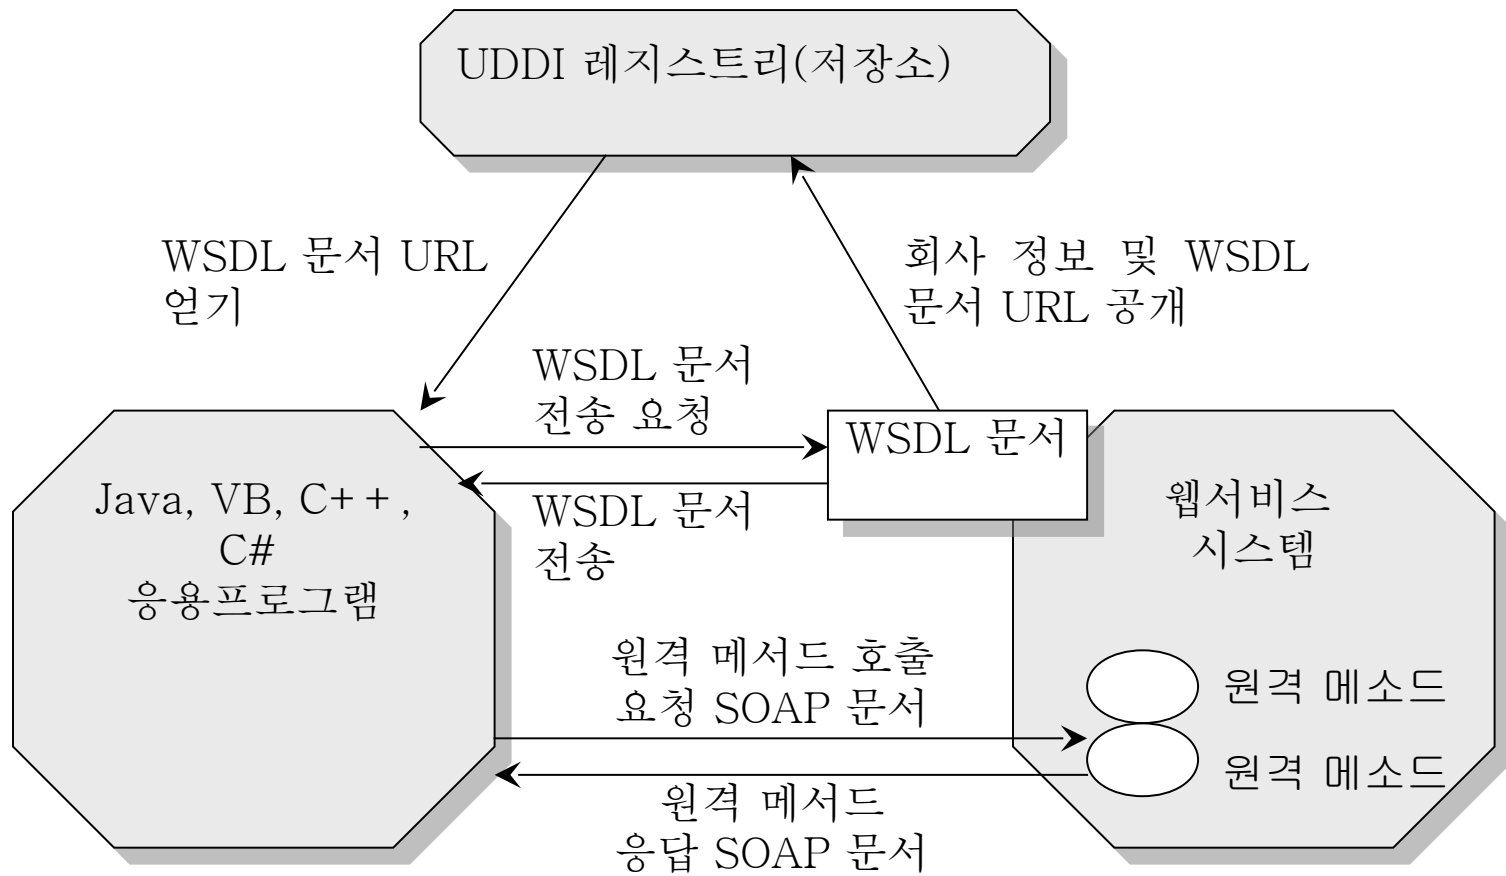 UDDI 레지스트리(저장소)
WSDL 문서 URL
얻기
회사 정보 및 WSDL
문서 URL 공개
WSDL 문서
전송 요청
WSDL 문서
WSDL 문서
전송
Java, VB, C++,
C#
응용프로그램
웹서비스
시스템
원격 메서드 호출
요청 SOAP 문서
원격 메소드
원격 메소드
원격 메서드
응답 SOAP 문서